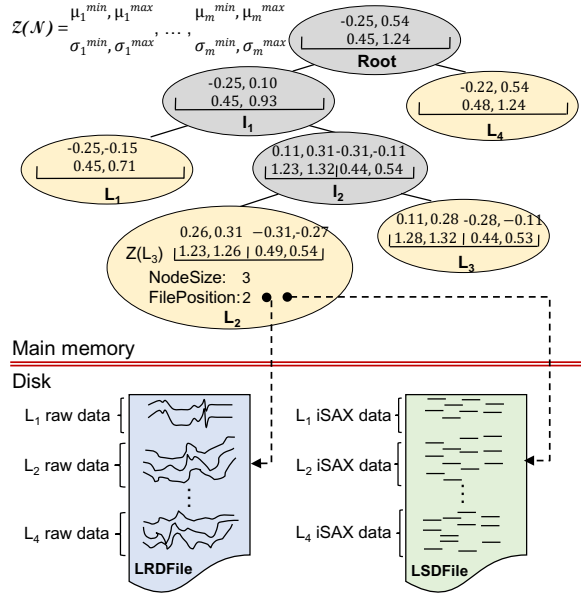 Z(N) = μ₁ᵐⁱⁿ, μ₁ᵐᵃˣ, … , μₘᵐⁱⁿ, μₘᵐᵃˣ
σ₁ᵐⁱⁿ, σ₁ᵐᵃˣ σₘᵐⁱⁿ, σₘᵐᵃˣ
-0.25, 0.54
0.45, 1.24
Root
-0.25, 0.10
0.45, 0.93
I₁
-0.22, 0.54
0.48, 1.24
L₄
-0.25,-0.15
0.45, 0.71
L₁
0.11, 0.31 -0.31,-0.11
1.23, 1.32 0.44, 0.54
I₂
0.26, 0.31 −0.31,-0.27
Z(L₃) 1.23, 1.26 0.49, 0.54
NodeSize: 3
FilePosition: 2
L₂
0.11, 0.28 -0.28, −0.11
1.28, 1.32 0.44, 0.53
L₃
Main memory
Disk
L₁ raw data
L₂ raw data
L₄ raw data
LRDFile
L₁ iSAX data
L₂ iSAX data
L₄ iSAX data
LSDFile